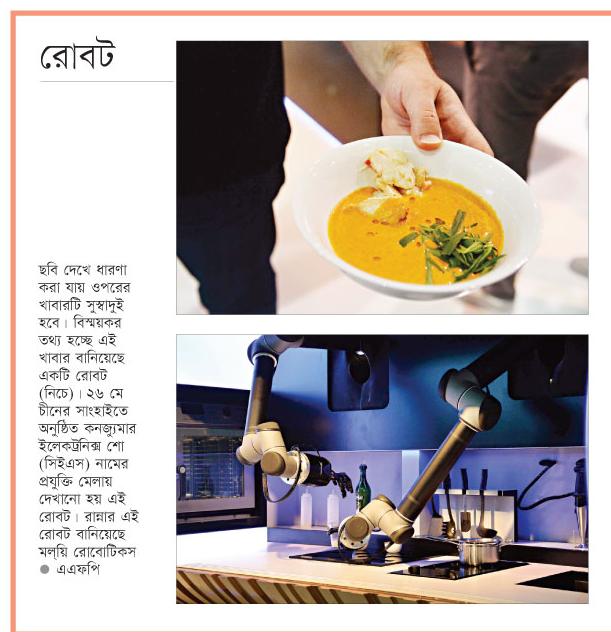 রোবট
ছবি দেখে ধারণা
করা যায় ওপরের
খাবারটি সুস্বাদুই
হবে। বিস্ময়কর
তথ্য হচ্ছে এই
খাবার বানিয়েছে
একটি রোবট
(নিচে)। ২৬ মে
চীনের সাংহাইতে
অনুষ্ঠিত কনজ্যুমার
ইলেকট্রনিক্স শো
(সিইএস) নামের
প্রযুক্তি মেলায়
দেখানো হয় এই
রোবট। রান্নার এই
রোবট বানিয়েছে
মল্‌য়ি রোবোটিকস
● এএফপি